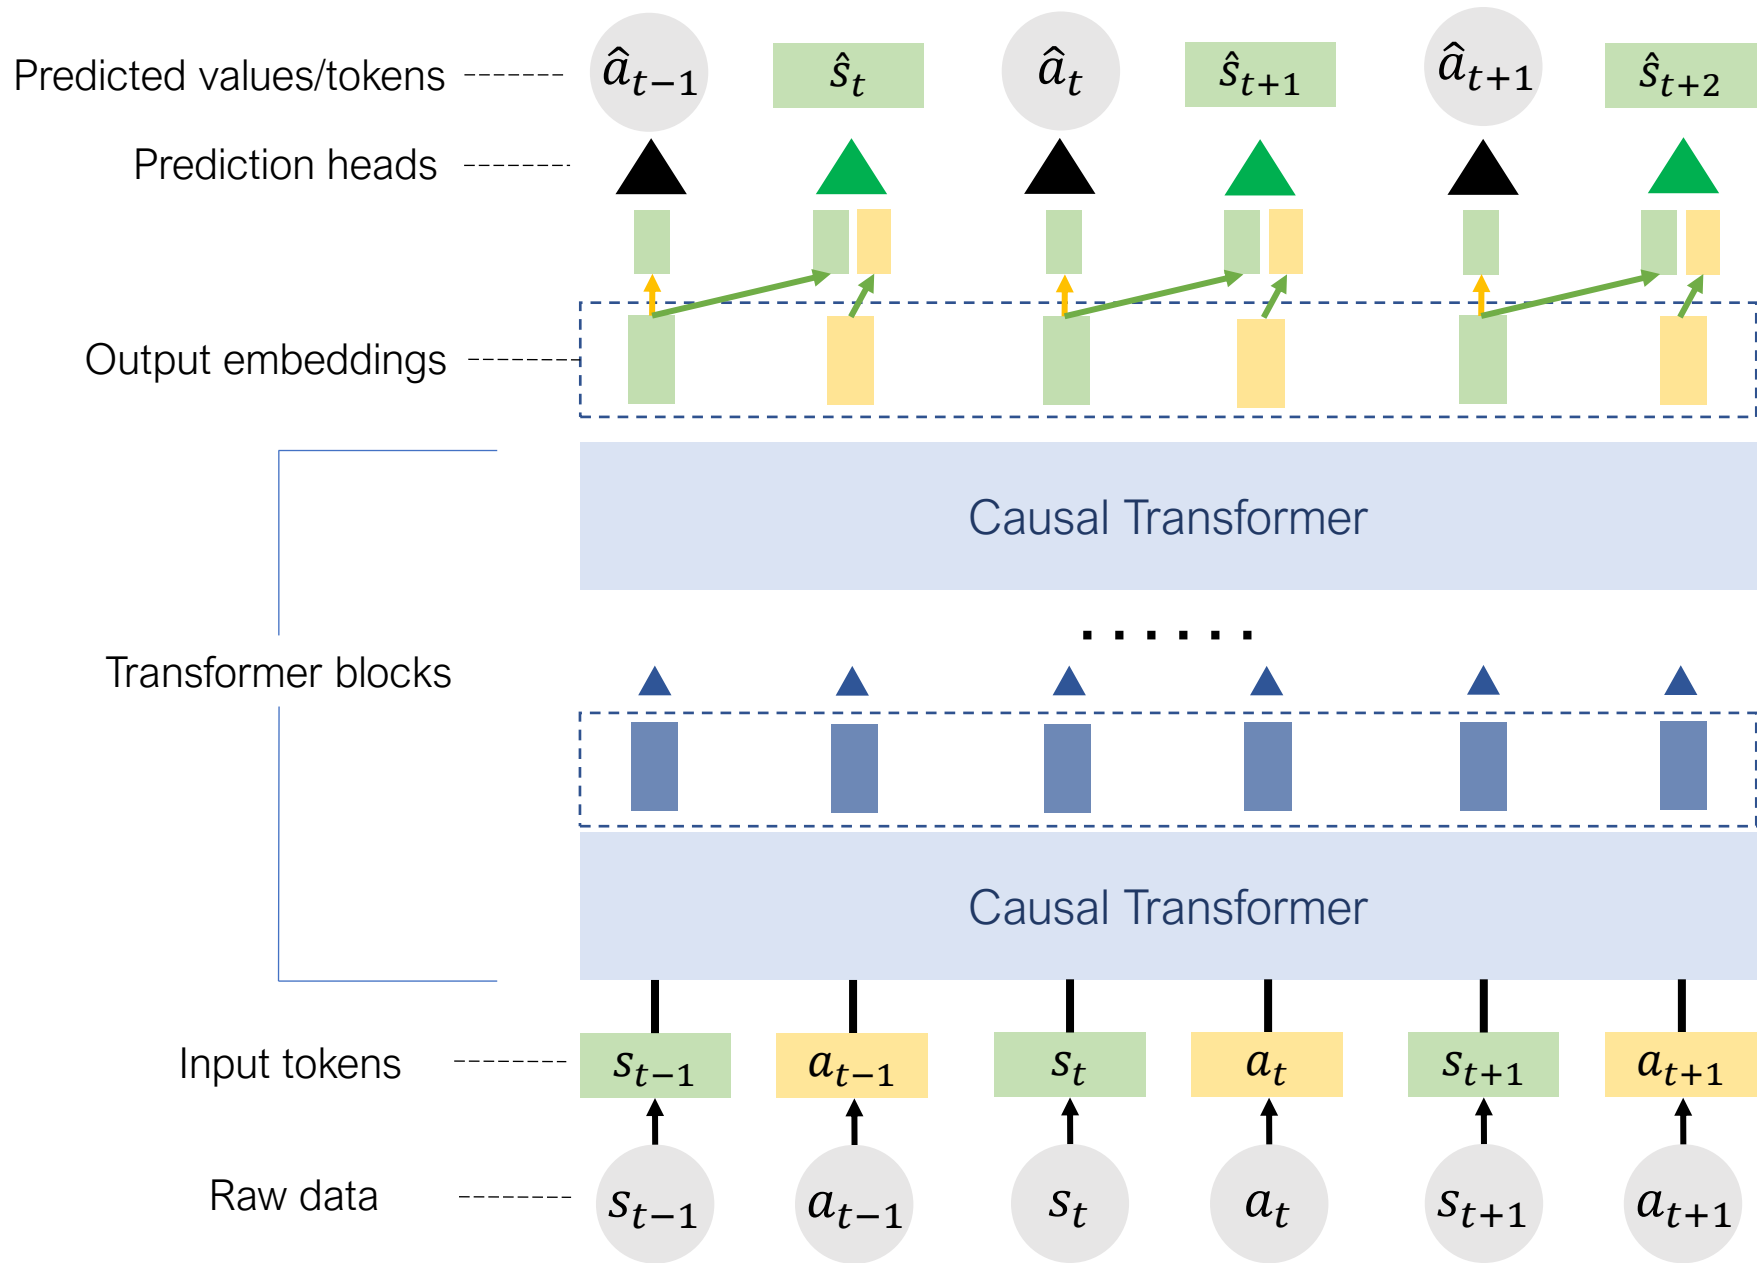 Predicted values/tokens â_{t−1} ŝ_t â_t ŝ_{t+1} â_{t+1} ŝ_{t+2}
Prediction heads
Output embeddings
Causal Transformer
......
Transformer blocks
Causal Transformer
Input tokens s_{t−1} a_{t−1} s_t a_t s_{t+1} a_{t+1}
Raw data s_{t−1} a_{t−1} s_t a_t s_{t+1} a_{t+1}